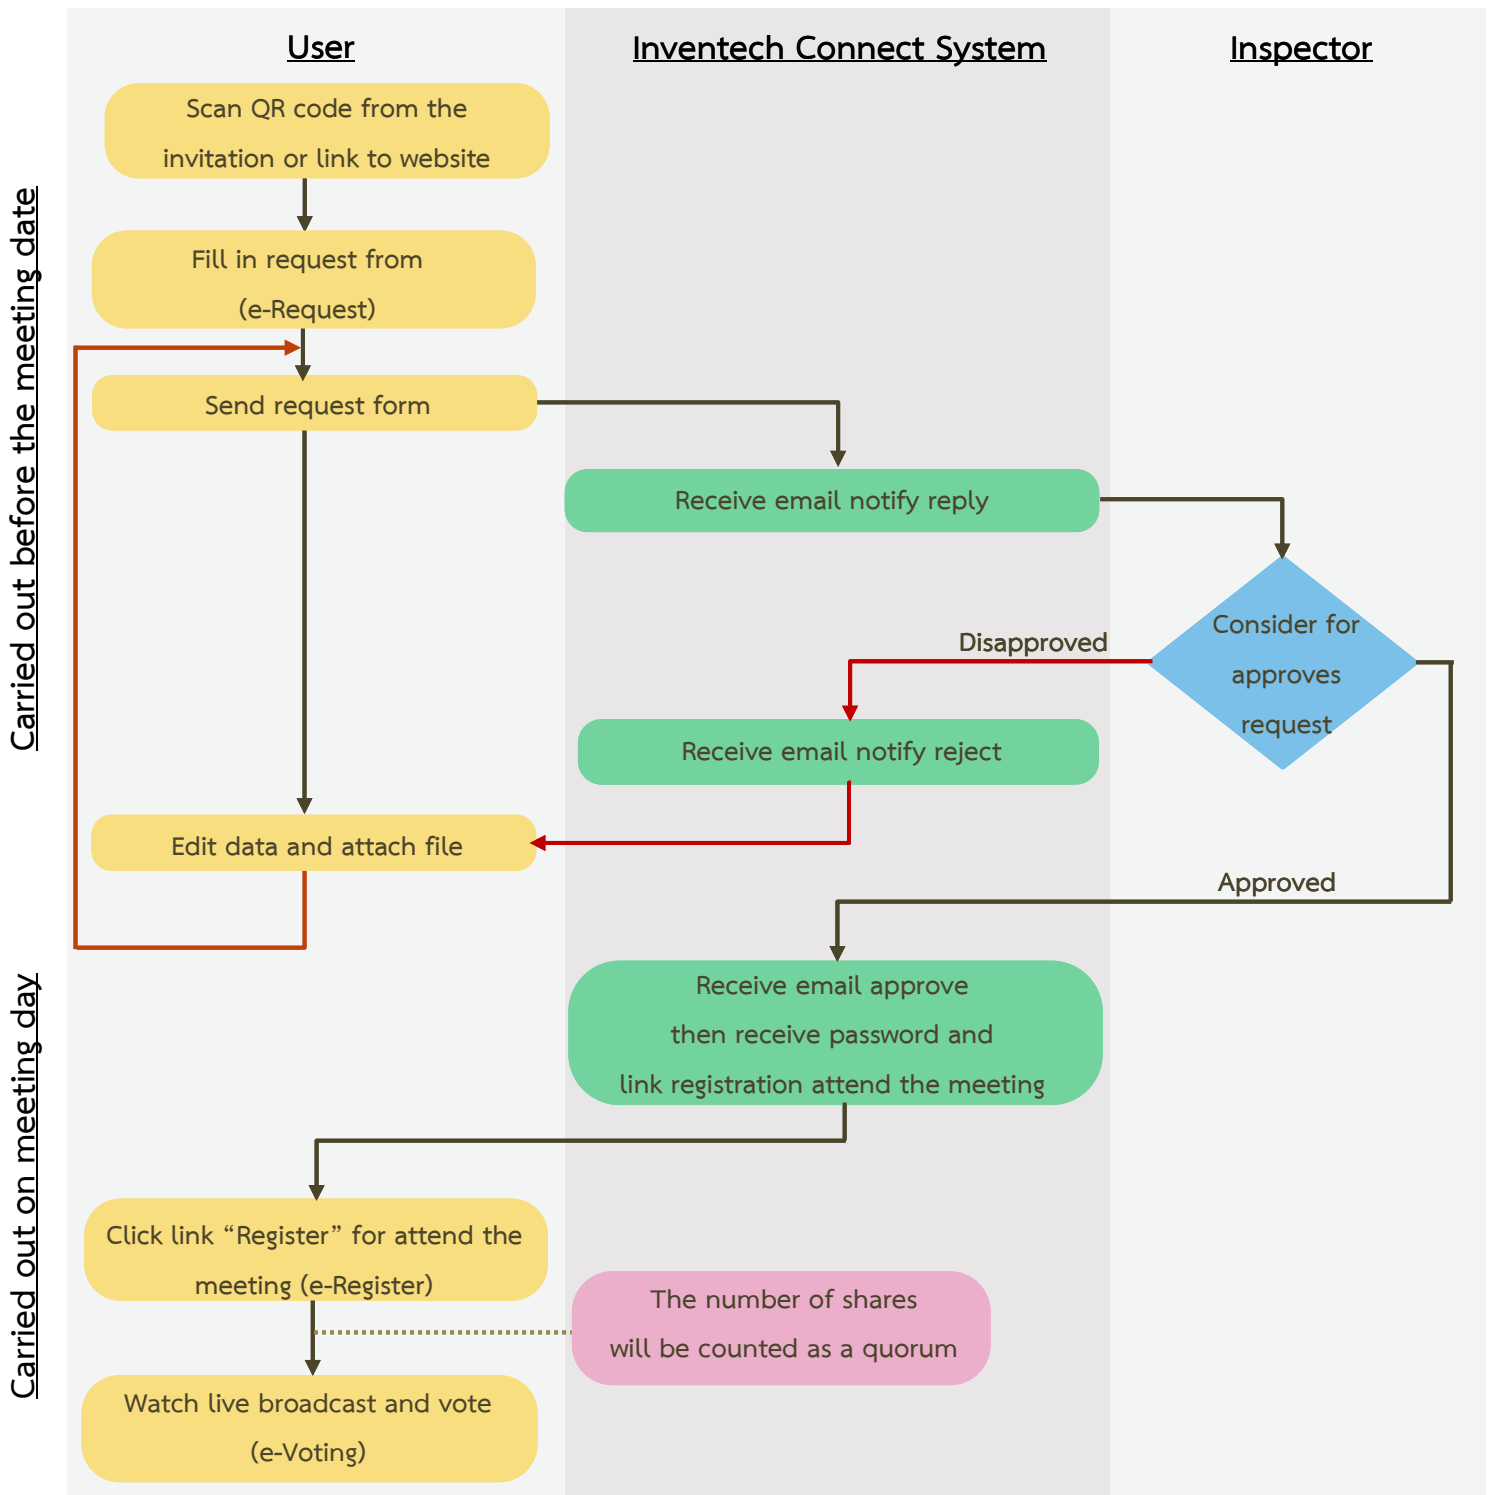 User
Inventech Connect System
Inspector
Carried out before the meeting date
Scan QR code from the
invitation or link to website
Fill in request from
(e-Request)
Send request form
Receive email notify reply
Consider for
approves
request
Disapproved
Receive email notify reject
Edit data and attach file
Approved
Carried out on meeting day
Receive email approve
then receive password and
link registration attend the meeting
Click link “Register” for attend the
meeting (e-Register)
The number of shares
will be counted as a quorum
Watch live broadcast and vote
(e-Voting)